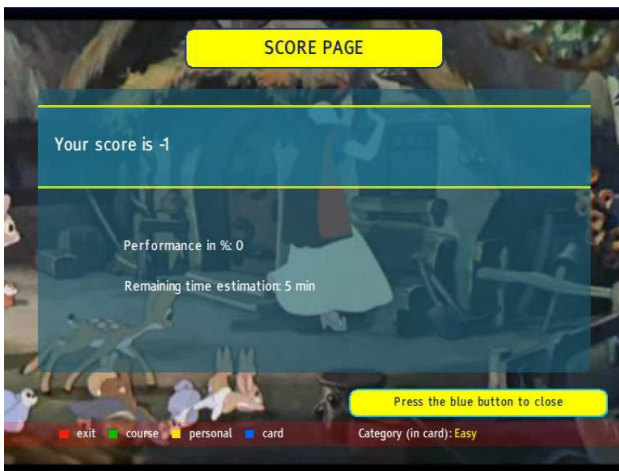 SCORE PAGE
Your score is -1
Performance in %: 0
Remaining time estimation: 5 min
Press the blue button to close
exit course personal card Category (in card): Easy